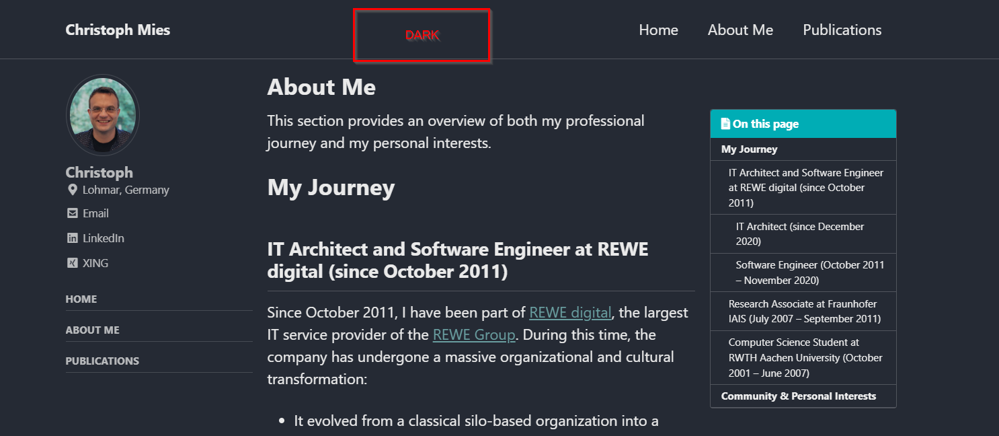 Christoph Mies
DARK
Home
About Me
Publications
Christoph
Lohmar, Germany
Email
LinkedIn
XING
HOME
ABOUT ME
PUBLICATIONS
About Me
This section provides an overview of both my professional
journey and my personal interests.
My Journey
IT Architect and Software Engineer at REWE
digital (since October 2011)
Since October 2011, I have been part of REWE digital, the largest
IT service provider of the REWE Group. During this time, the
company has undergone a massive organizational and cultural
transformation:
• It evolved from a classical silo-based organization into a
On this page
My Journey
IT Architect and Software Engineer
at REWE digital (since October
2011)
IT Architect (since December
2020)
Software Engineer (October 2011
– November 2020)
Research Associate at Fraunhofer
IAIS (July 2007 – September 2011)
Computer Science Student at
RWTH Aachen University (October
2001 – June 2007)
Community & Personal Interests